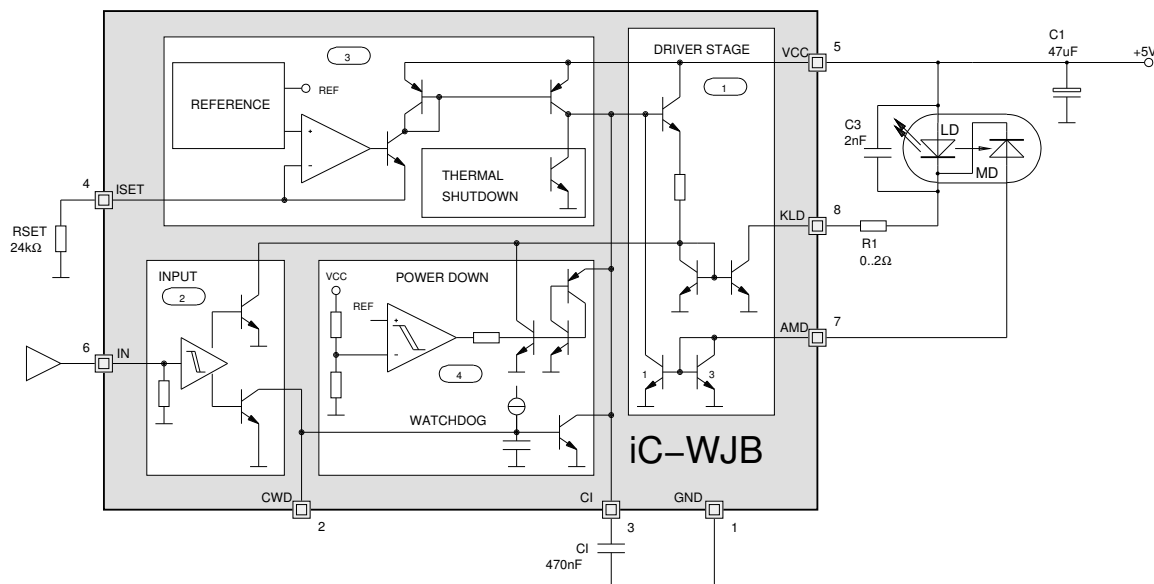 C1
47uF
+5V
5
VCC
DRIVER STAGE
3
1
REF
REFERENCE
+
-
C3
2nF
LD
MD
THERMAL
SHUTDOWN
4
ISET
RSET
24kΩ
KLD
8
R1
0..2Ω
INPUT
2
VCC
POWER DOWN
REF
+
-
AMD
7
6
IN
4
1
3
WATCHDOG
iC-WJB
CWD
2
CI
3
GND
1
CI
470nF